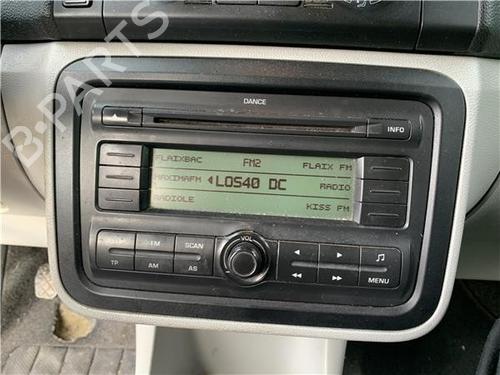 B-PARTS
DANCE
INFO
FLAIXBAC FM2 FLAIX FM
MAXIMAFM LOS40 DC RADIO
RADIOLE KISS FM
VOL
FM SCAN
TP AM AS
MENU